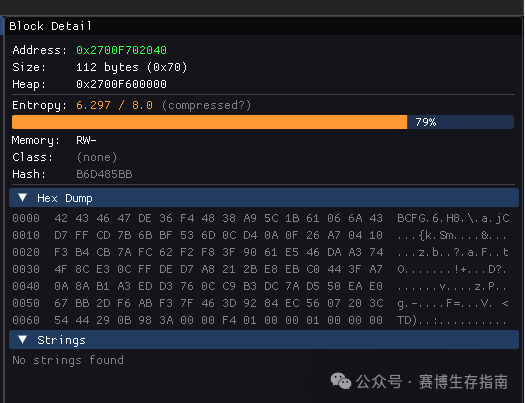 Block Detail
Address: 0x2700F702040
Size: 112 bytes (0x70)
Heap: 0x2700F600000
Entropy: 6.297 / 8.0 (compressed?)
79%
Memory: RW-
Class: (none)
Hash: B6D485BB
▼ Hex Dump
0000 42 43 46 47 DE 36 F4 48 38 A9 5C 1B 61 06 6A 43 BCFG.6.H8.\.a.jC
0010 D7 FF CD 7B 6B BF 53 6D 0C D4 0A 0F 26 A7 04 10 ...{k.Sm....&...
0020 F3 B4 CB 7A FC 62 F2 F8 3F 90 61 E5 46 DA A3 74 ...z.b..?.a.F..t
0030 4F 8C E3 0C FF DE D7 A8 21 2B E8 EB C0 44 3F A7 O.......!+...D?.
0040 0A 8A B1 A3 ED D3 76 0C C9 B3 DC 7A D5 50 EA E0 ......v....z.P..
0050 67 BB 2D F6 AB F3 7F 46 3D 92 84 EC 56 07 20 3C g.-....F=...V. <
0060 54 44 29 0B 98 3A 00 00 F4 01 00 00 01 00 00 00 TD)..:..........
▼ Strings
No strings found
公众号 · 赛博生存指南